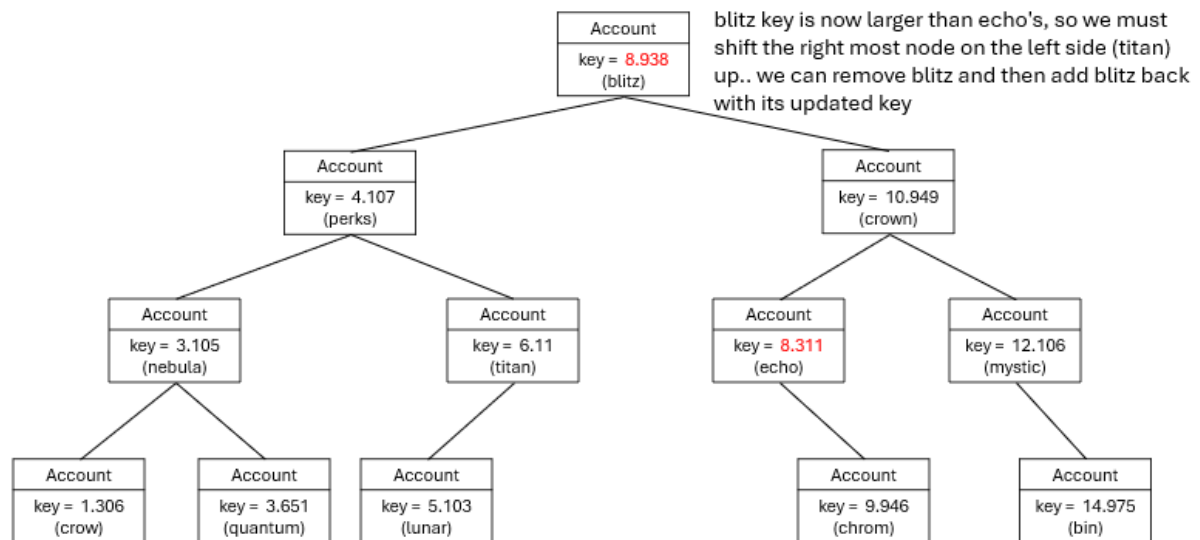 Account
key = 8.938
(blitz)
blitz key is now larger than echo's, so we must
shift the right most node on the left side (titan)
up.. we can remove blitz and then add blitz back
with its updated key
Account
key = 4.107
(perks)
Account
key = 10.949
(crown)
Account
key = 3.105
(nebula)
Account
key = 6.11
(titan)
Account
key = 8.311
(echo)
Account
key = 12.106
(mystic)
Account
key = 1.306
(crow)
Account
key = 3.651
(quantum)
Account
key = 5.103
(lunar)
Account
key = 9.946
(chrom)
Account
key = 14.975
(bin)